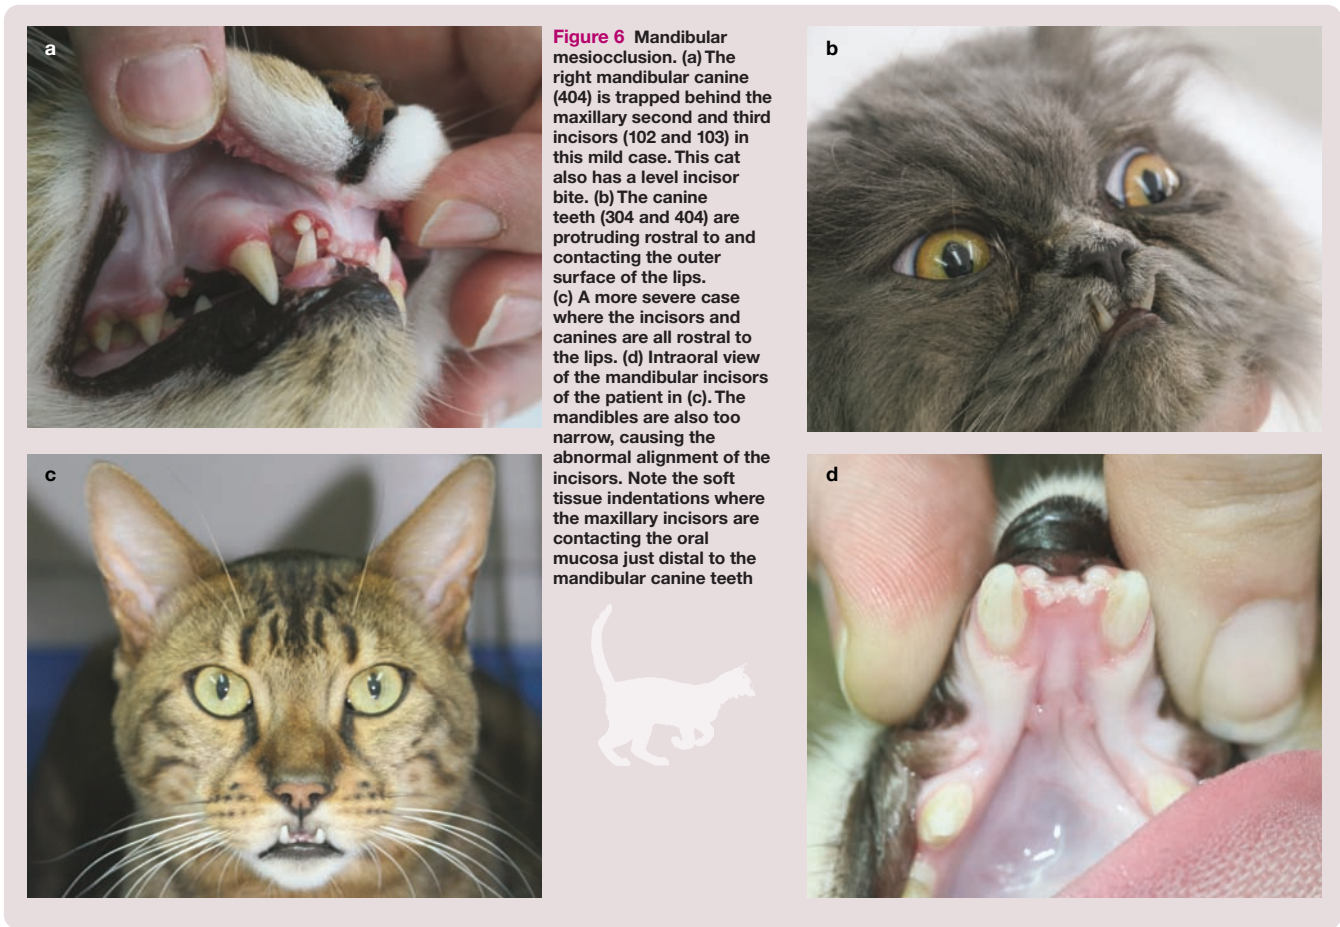 a
Figure 6 Mandibular
mesiocclusion. (a) The
right mandibular canine
(404) is trapped behind the
maxillary second and third
incisors (102 and 103) in
this mild case. This cat
also has a level incisor
bite. (b) The canine
teeth (304 and 404) are
protruding rostral to and
contacting the outer
surface of the lips.
(c) A more severe case
where the incisors and
canines are all rostral to
the lips. (d) Intraoral view
of the mandibular incisors
of the patient in (c). The
mandibles are also too
narrow, causing the
abnormal alignment of the
incisors. Note the soft
tissue indentations where
the maxillary incisors are
contacting the oral
mucosa just distal to the
mandibular canine teeth
b
c
d